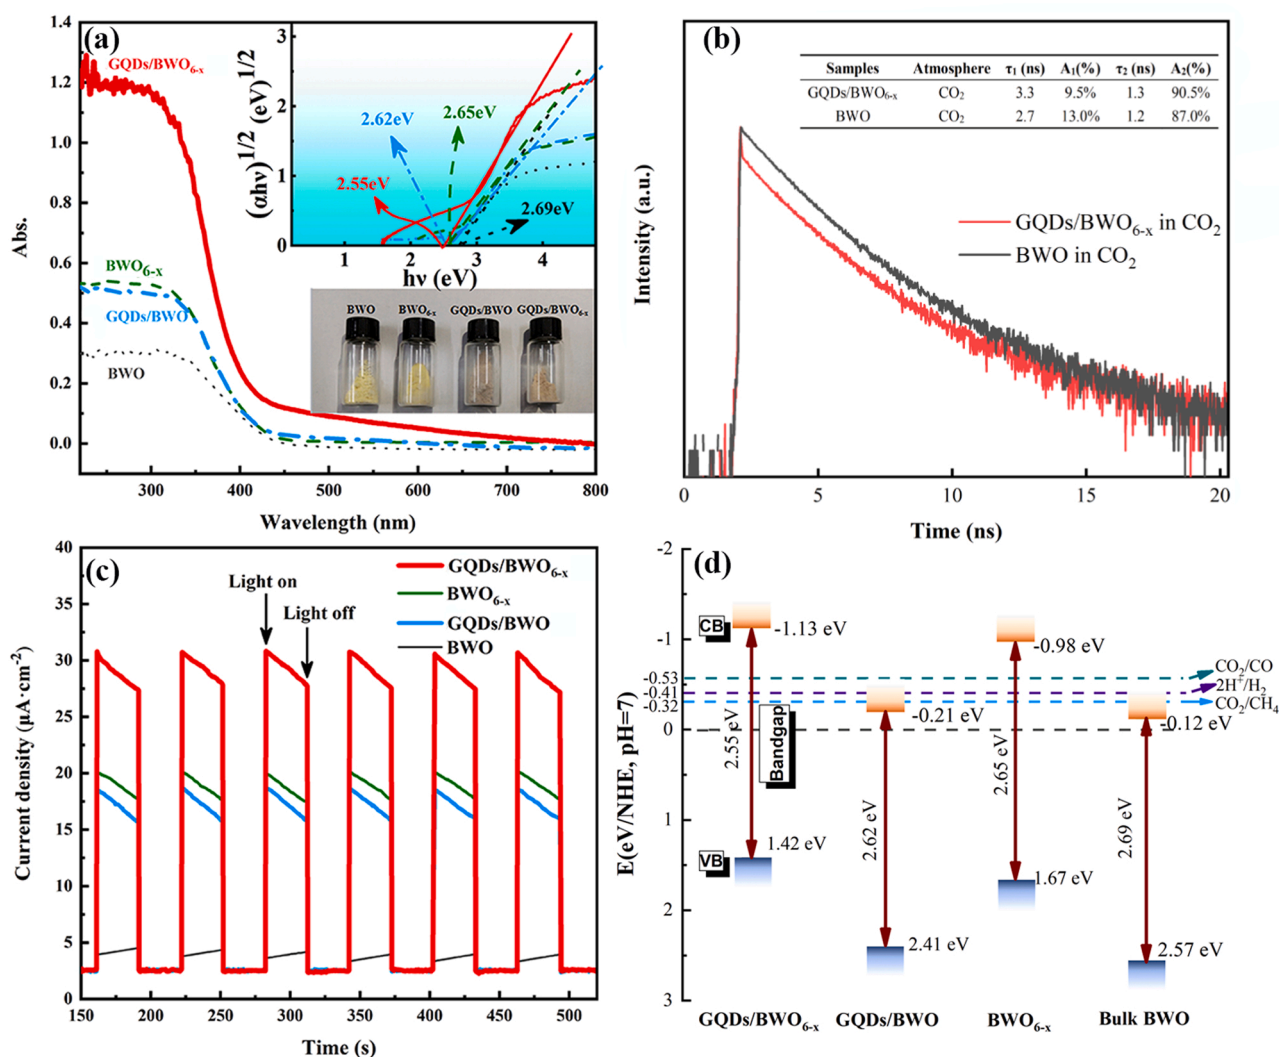 (a)
1.4
1.2
1.0
0.8
0.6
0.4
0.2
0.0
Abs.
300 400 500 600 700 800
Wavelength (nm)
GQDs/BWO6-x
BWO6-x
GQDs/BWO
BWO
3
2
1
0
(αhν)1/2 (eV)1/2
1 2 3 4
hν (eV)
2.62eV
2.65eV
2.55eV
2.69eV
BWO BWO6-x GQDs/BWO GQDs/BWO6-x
(b)
Samples Atmosphere τ1 (ns) A1(%) τ2 (ns) A2(%)
GQDs/BWO6-x CO2 3.3 9.5% 1.3 90.5%
BWO CO2 2.7 13.0% 1.2 87.0%
GQDs/BWO6-x in CO2
BWO in CO2
Intensity (a.u.)
0 5 10 15 20
Time (ns)
(c)
40
35
30
25
20
15
10
5
0
Current density (μA·cm-2)
Light on
Light off
GQDs/BWO6-x
BWO6-x
GQDs/BWO
BWO
150 200 250 300 350 400 450 500
Time (s)
(d)
-2
-1
-0.53
-0.41
-0.32
0
1
2
3
E(eV/NHE, pH=7)
CB
-1.13 eV
-0.98 eV
CO2/CO
2H+/H2
CO2/CH4
-0.21 eV
-0.12 eV
2.55 eV
Bandgap
2.62 eV
2.65 eV
2.69 eV
VB
1.42 eV
1.67 eV
2.41 eV
2.57 eV
GQDs/BWO6-x GQDs/BWO BWO6-x Bulk BWO